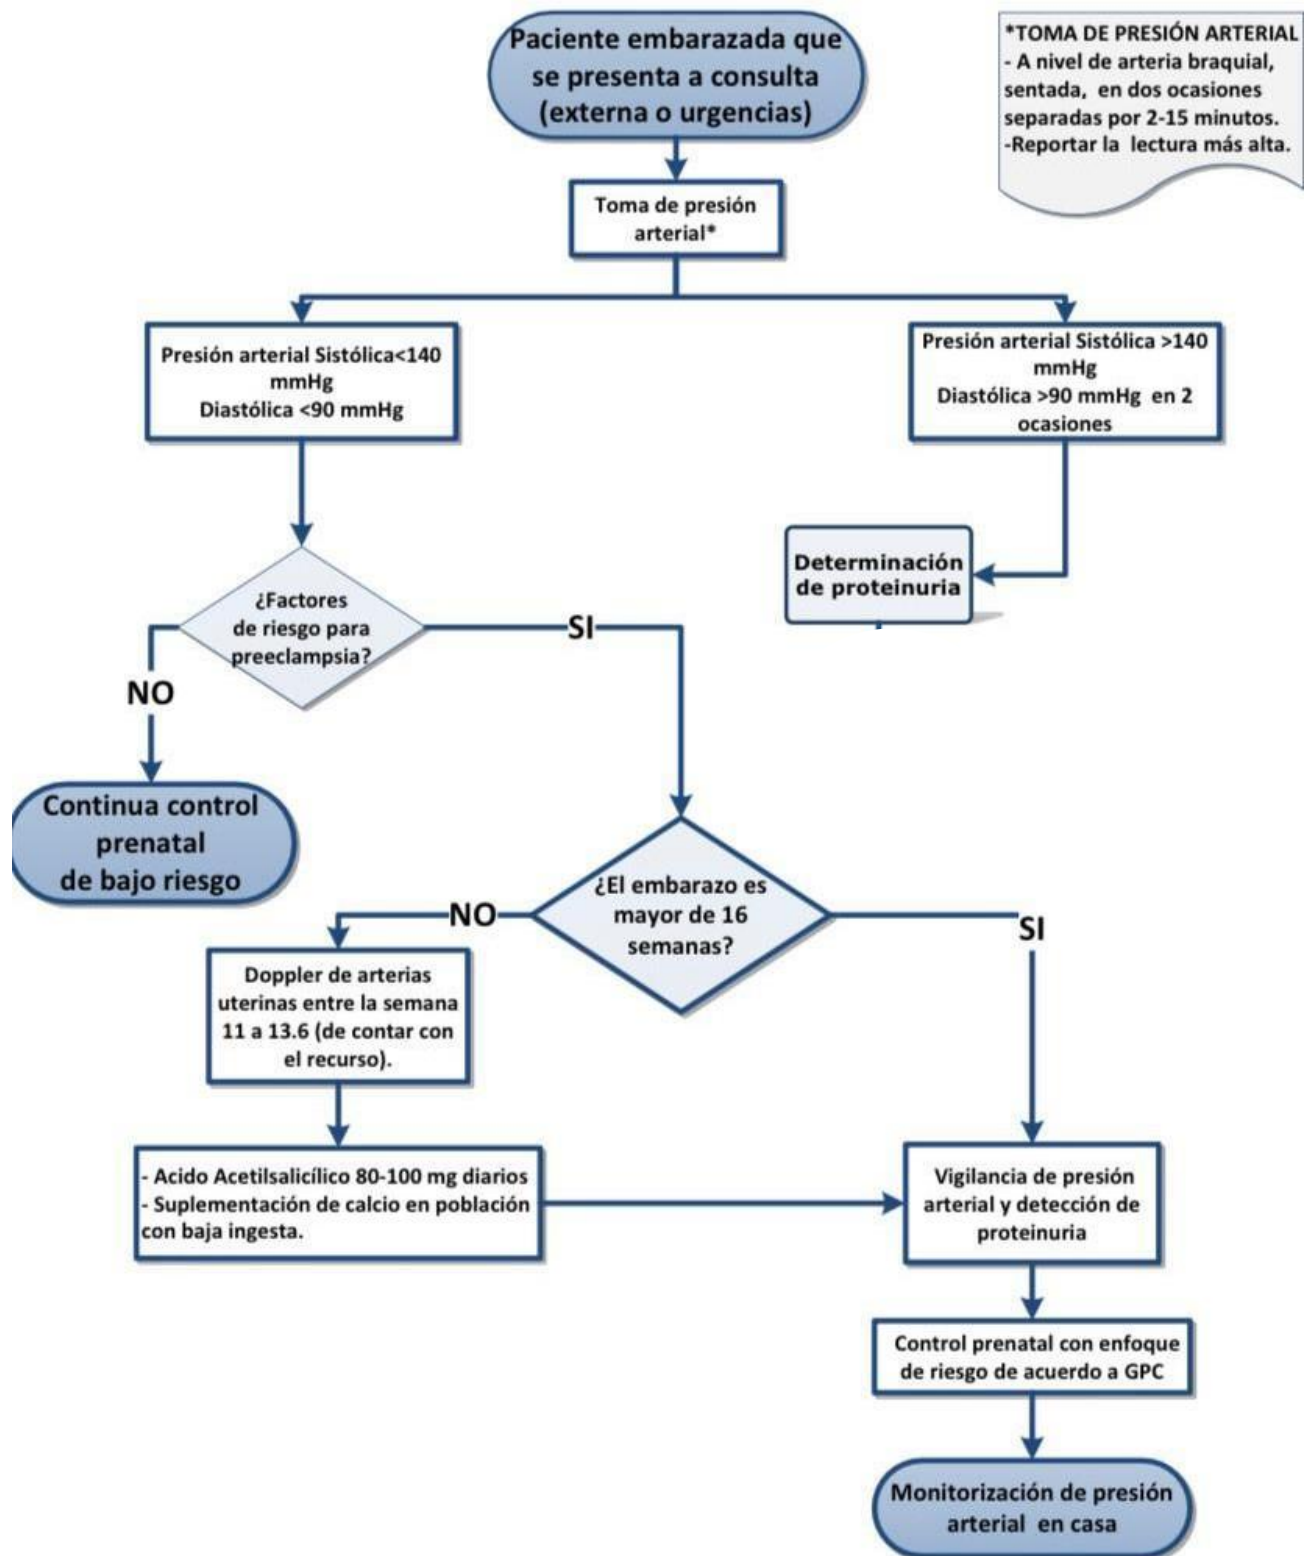 Paciente embarazada que
se presenta a consulta
(externa o urgencias)
*TOMA DE PRESIÓN ARTERIAL
- A nivel de arteria braquial,
sentada, en dos ocasiones
separadas por 2-15 minutos.
-Reportar la lectura más alta.
Toma de presión
arterial*
Presión arterial Sistólica<140
mmHg
Diastólica <90 mmHg
Presión arterial Sistólica >140
mmHg
Diastólica >90 mmHg en 2
ocasiones
Determinación
de proteinuria
¿Factores
de riesgo para
preeclampsia?
SI
NO
Continua control
prenatal
de bajo riesgo
¿El embarazo es
mayor de 16
semanas?
NO
SI
Doppler de arterias
uterinas entre la semana
11 a 13.6 (de contar con
el recurso).
- Acido Acetilsalicílico 80-100 mg diarios
- Suplementación de calcio en población
con baja ingesta.
Vigilancia de presión
arterial y detección de
proteinuria
Control prenatal con enfoque
de riesgo de acuerdo a GPC
Monitorización de presión
arterial en casa